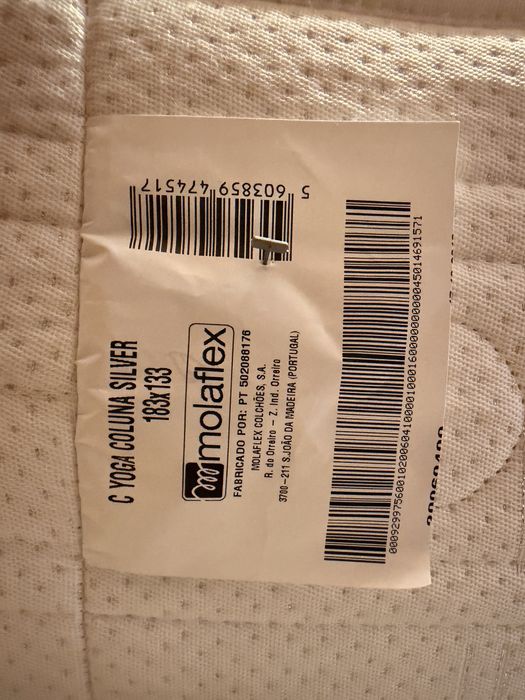 C YOGA COLUNA SILVER
183x133
molaflex
FABRICADO POR: PT 502088176
MOLAFLEX COLCHÕES, S.A.
R. do Orreiro - Z. Ind. Orreiro
3700-211 S.JOÃO DA MADEIRA (PORTUGAL)
5 603859 474517